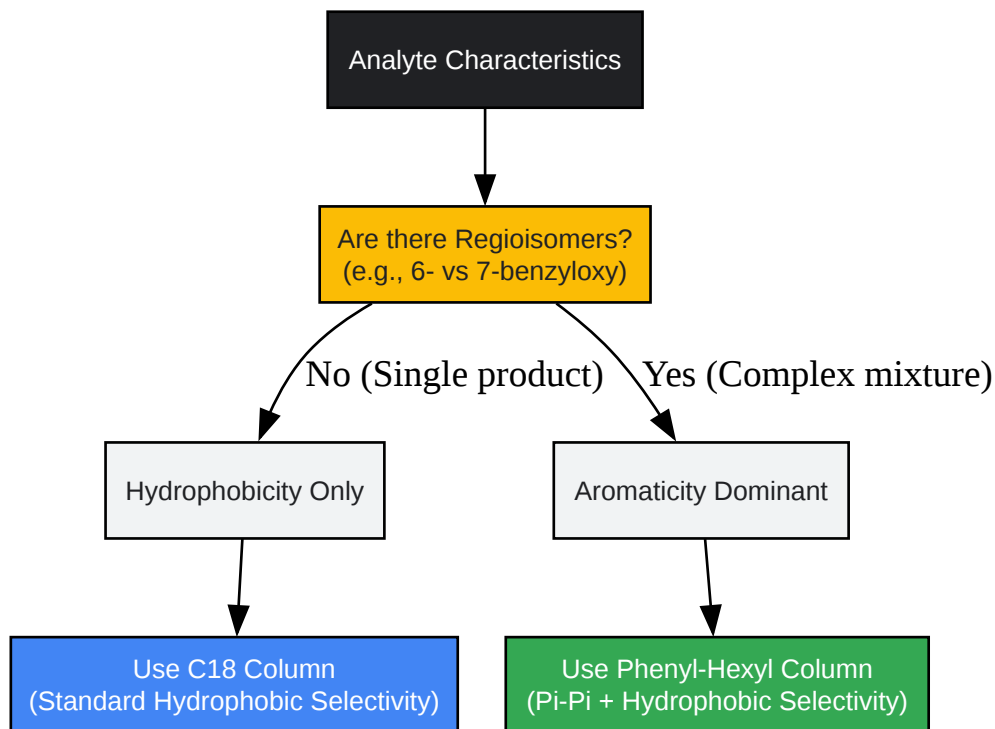 Analyte Characteristics
Are there Regioisomers?
(e.g., 6- vs 7-benzyloxy)
No (Single product)
Yes (Complex mixture)
Hydrophobicity Only
Aromaticity Dominant
Use C18 Column
(Standard Hydrophobic Selectivity)
Use Phenyl-Hexyl Column
(Pi-Pi + Hydrophobic Selectivity)